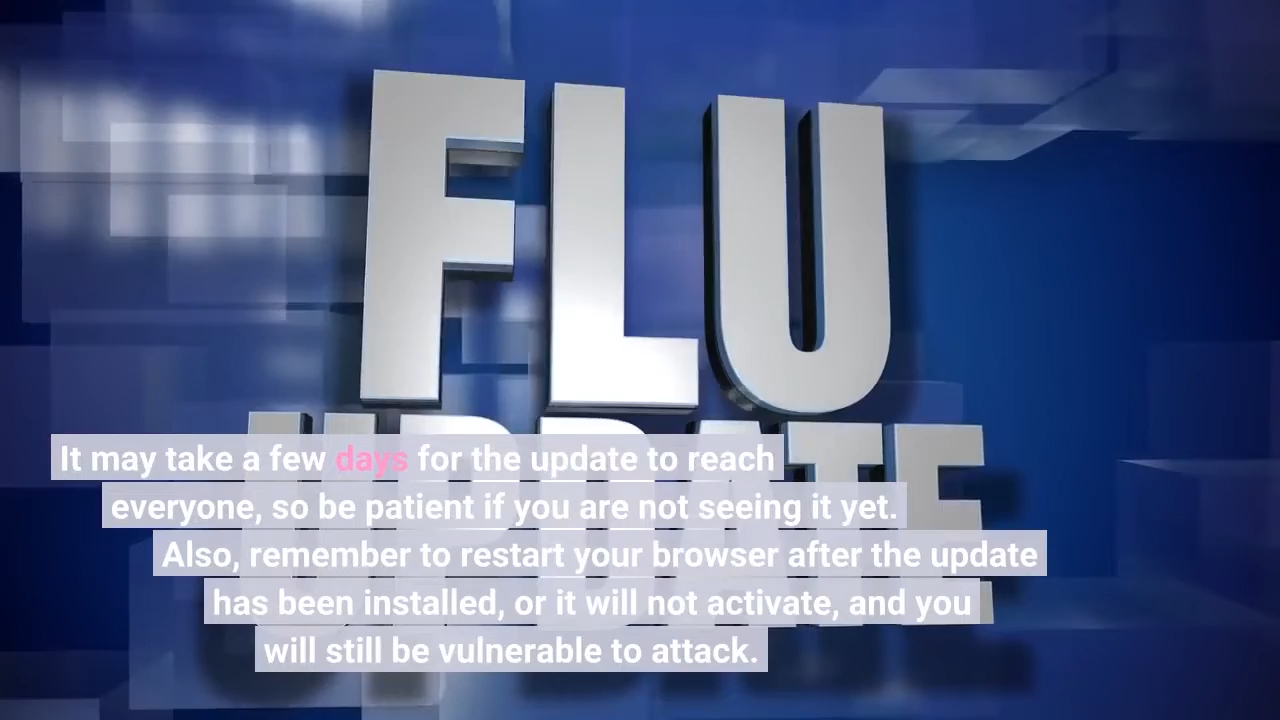 FLU
UPDATE
It may take a few days for the update to reach
everyone, so be patient if you are not seeing it yet.
Also, remember to restart your browser after the update
has been installed, or it will not activate, and you
will still be vulnerable to attack.